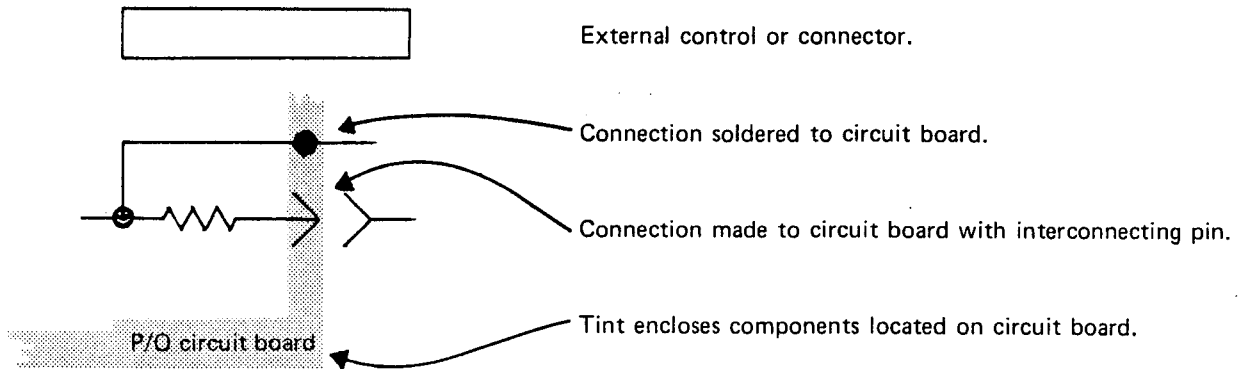 External control or connector.
Connection soldered to circuit board.
Connection made to circuit board with interconnecting pin.
Tint encloses components located on circuit board.
P/O circuit board